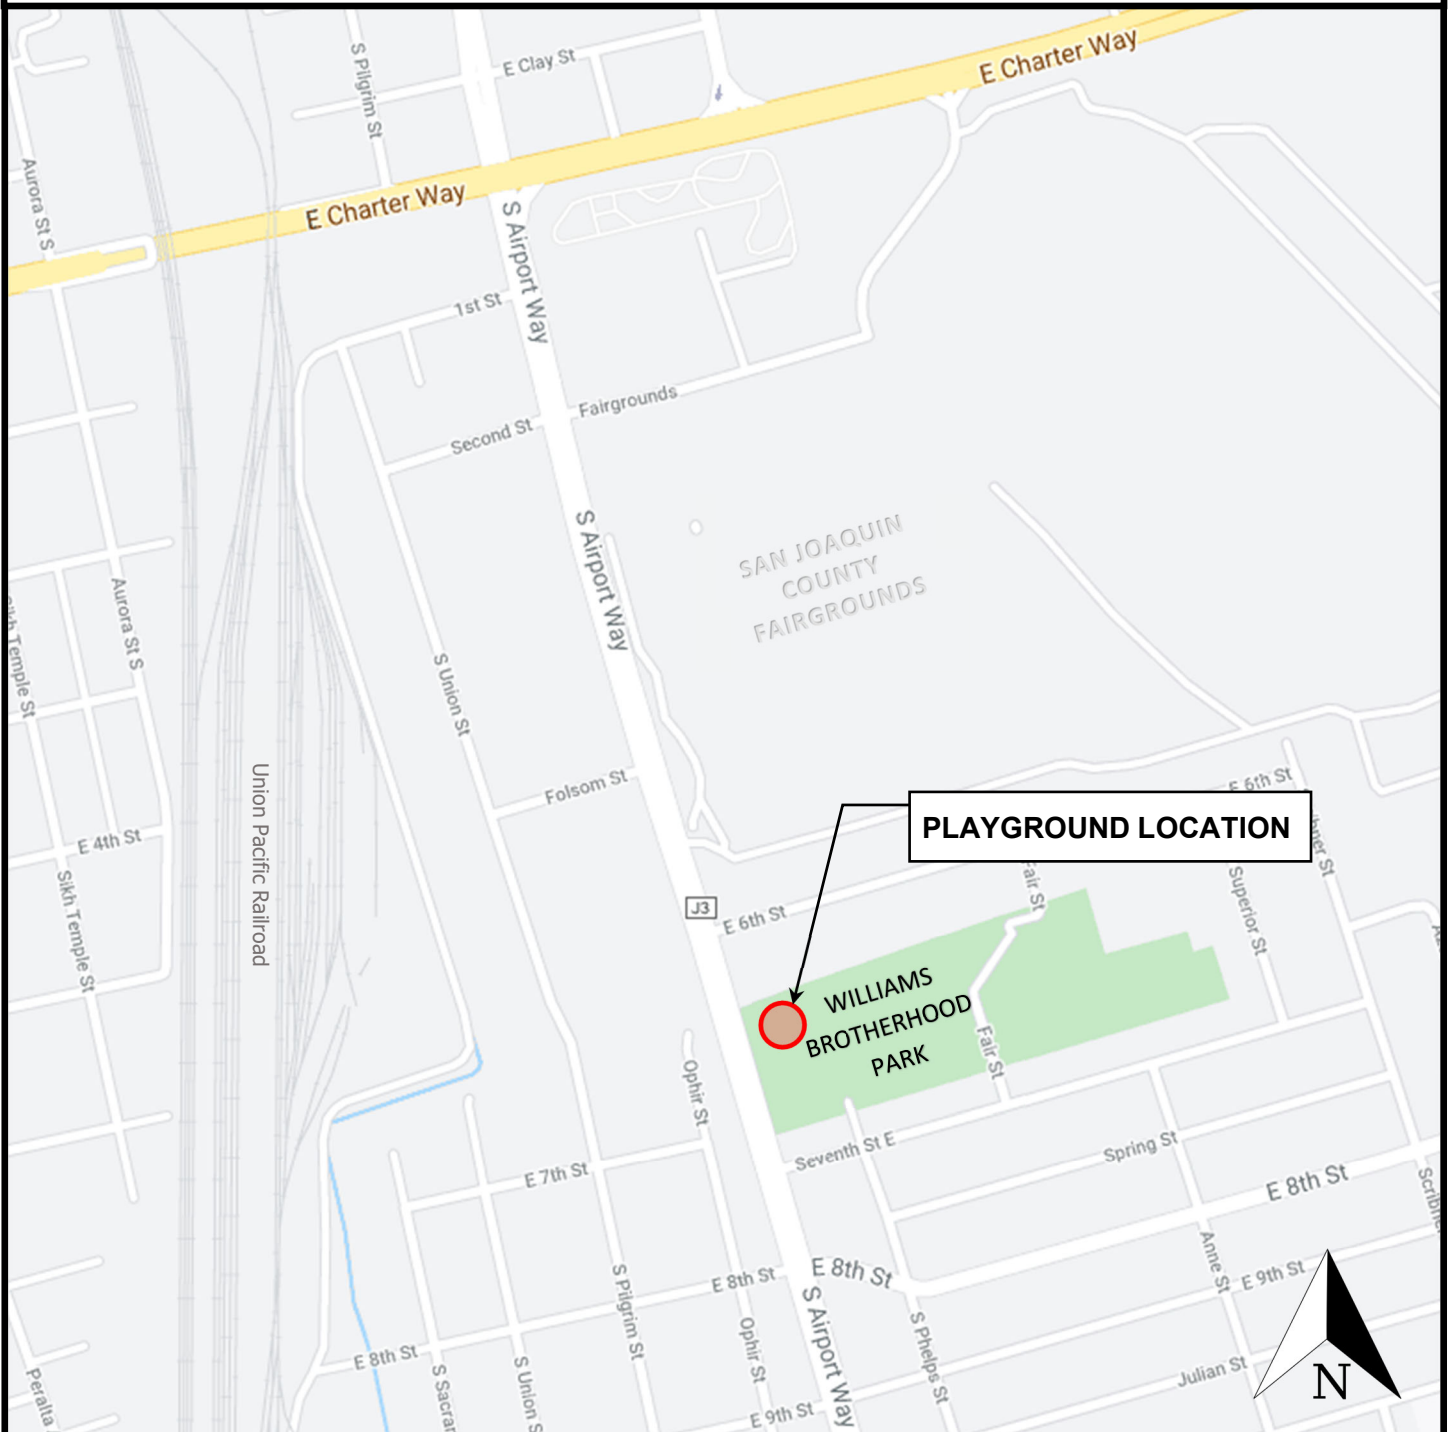 S Pilgrim St
E Clay St
E Charter Way
Aurora St S
E Charter Way
S Airport Way
1st St
Fairgrounds
Second St
S Airport Way
SAN JOAQUIN
COUNTY
FAIRGROUNDS
Aurora St S
Temple St
S Union St
Union Pacific Railroad
Folsom St
E 6th St
PLAYGROUND LOCATION
E 4th St
Sikh Temple St
J3
E 6th St
Fair St
Superior St
WILLIAMS
BROTHERHOOD
PARK
Fair St
Ophir St
Seventh St E
Spring St
E 7th St
E 8th St
S Pilgrim St
E 8th St
E 8th St
Anne St
E 9th St
S Airport Way
Ophir St
S Phelps St
E 8th St
S Union S
Julian St
Peralta
E 9th St
N